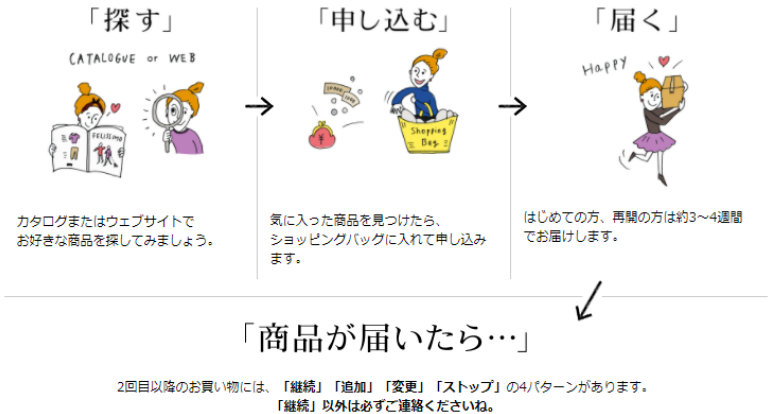 「探す」
「申し込む」
「届く」
CATALOGUE or WEB
FELISSIMO
Shopping
Bag
Happy
カタログまたはウェブサイトで
お好きな商品を探してみましょう。
気に入った商品を見つけたら、
ショッピングバッグに入れて申し込み
ます。
はじめての方、再開の方は約3～4週間
でお届けします。
「商品が届いたら…」
2回目以降のお買い物には、「継続」「追加」「変更」「ストップ」の4パターンがあります。
「継続」以外は必ずご連絡くださいね。